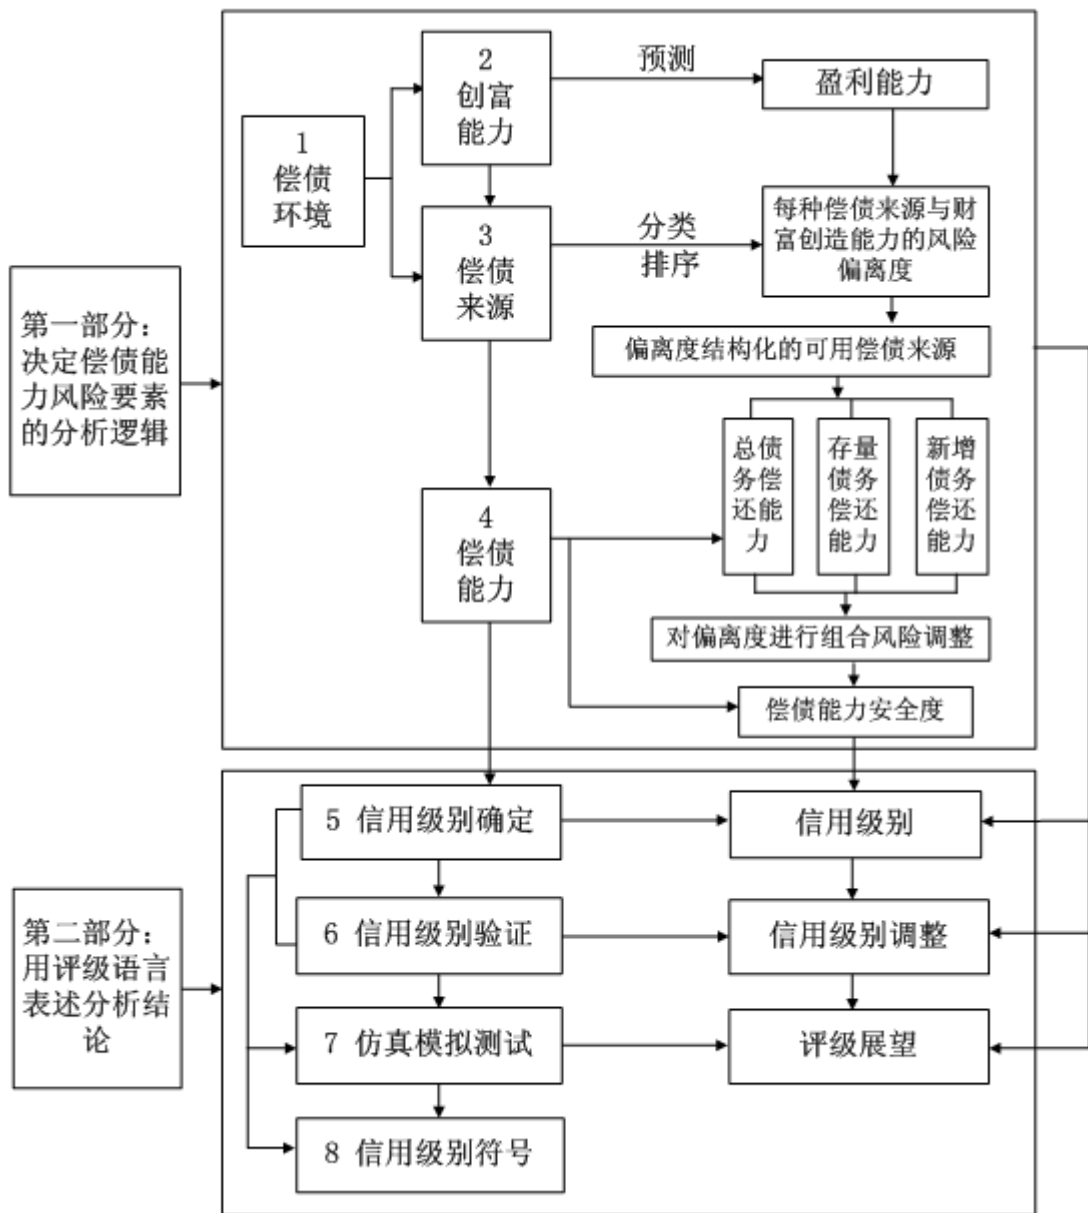 第一部分：
决定偿债能
力风险要素
的分析逻辑
1
偿债
环境
2
创富
能力
预测
盈利能力
3
偿债
来源
分类
排序
每种偿债来源与财
富创造能力的风险
偏离度
偏离度结构化的可用偿债来源
总债
务偿
还能
力
存量
债务
偿还
能力
新增
债务
偿还
能力
4
偿债
能力
对偏离度进行组合风险调整
偿债能力安全度
第二部分：
用评级语言
表述分析结
论
5 信用级别确定
信用级别
6 信用级别验证
信用级别调整
7 仿真模拟测试
评级展望
8 信用级别符号